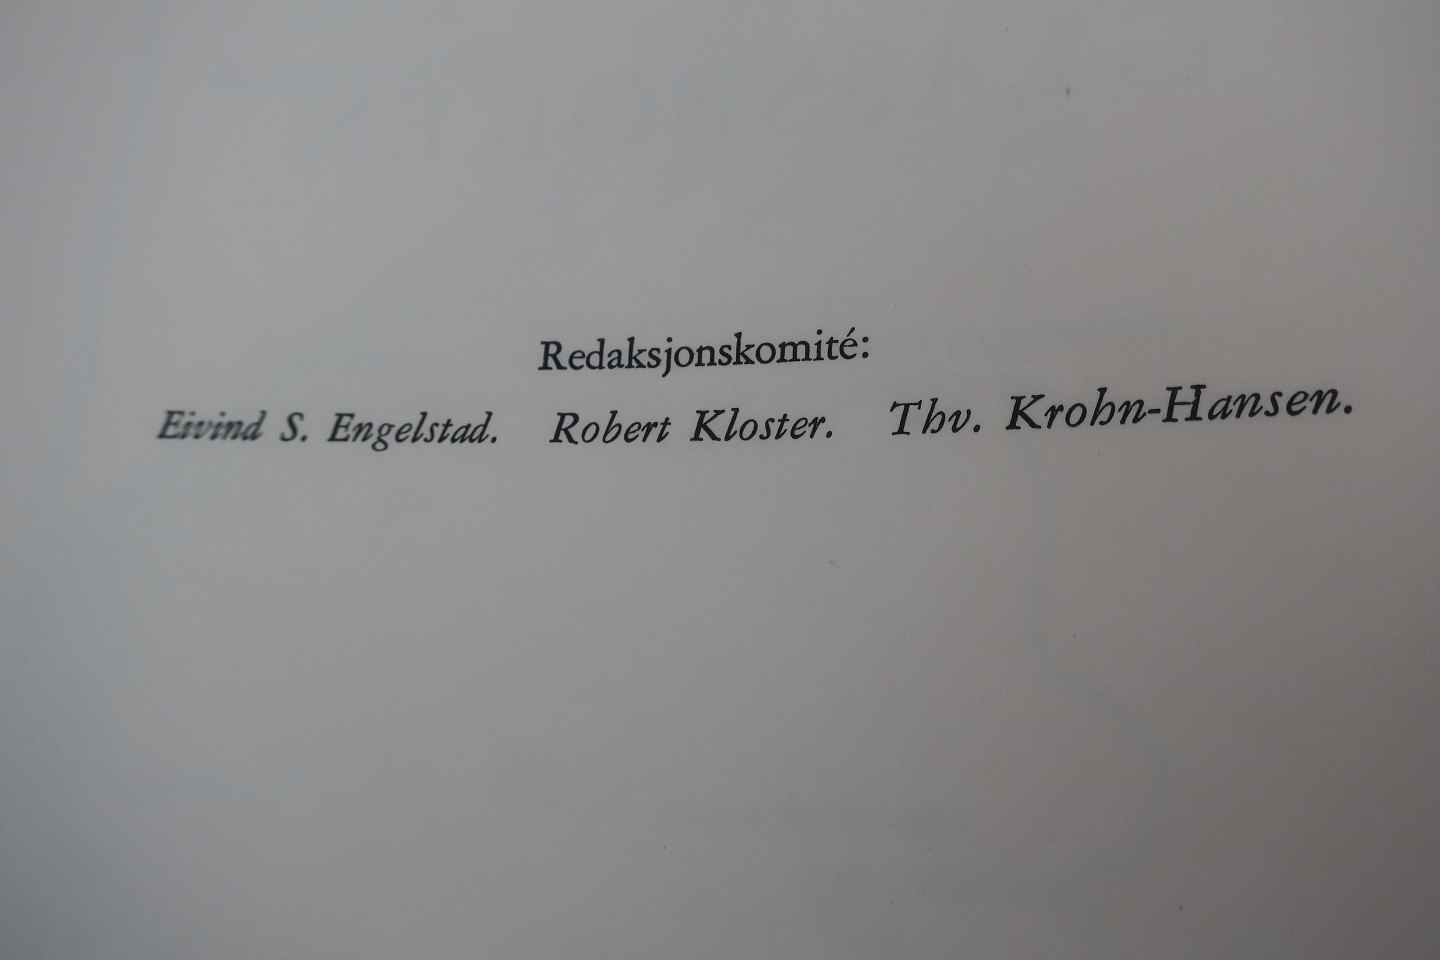 Redaksjonskomité:
Eivind S. Engelstad. Robert Kloster. Thv. Krohn-Hansen.